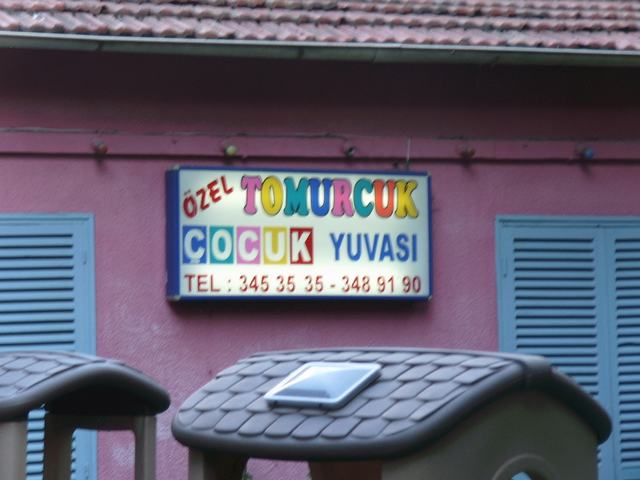 ÖZEL TOMURCUK
ÇOCUK YUVASI
TEL : 345 35 35 - 348 91 90